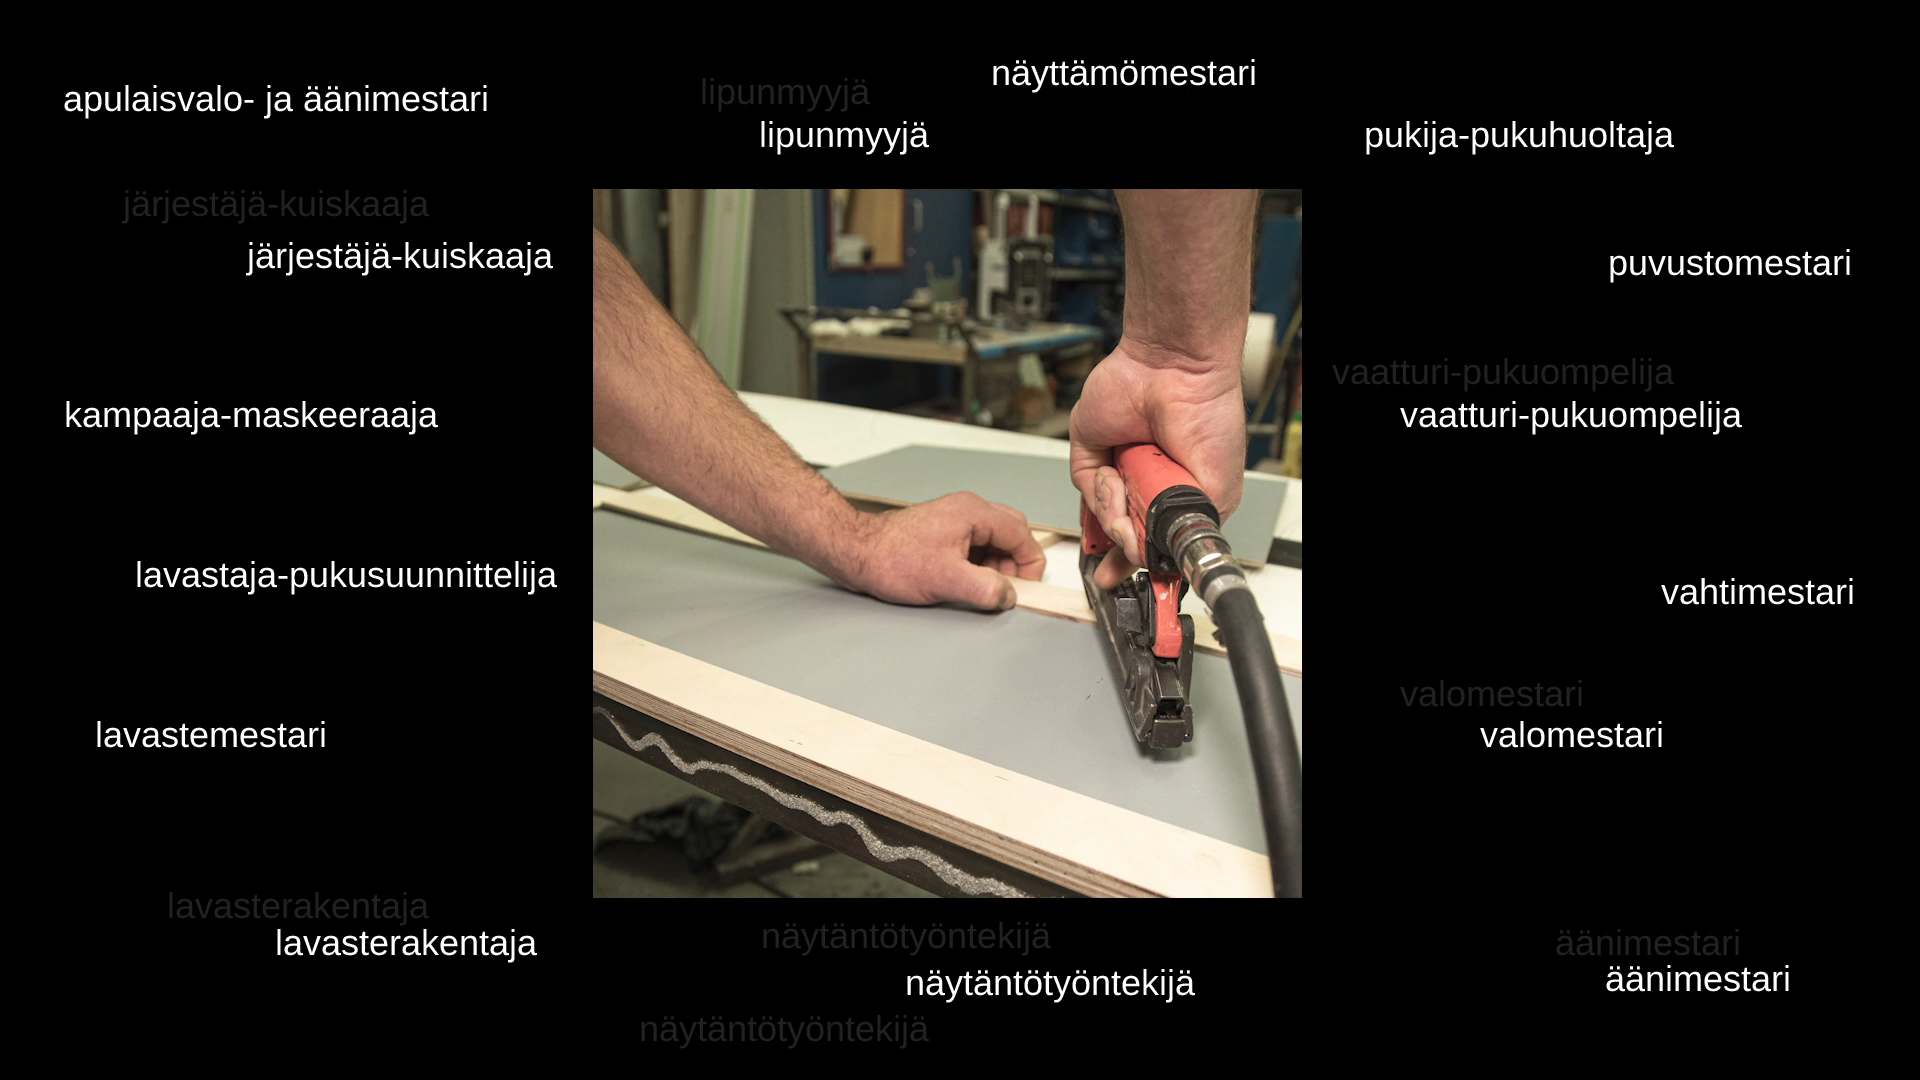 näyttämömestari
lipunmyyjä
apulaisvalo- ja äänimestari
lipunmyyjä
pukija-pukuhuoltaja
järjestäjä-kuiskaaja
järjestäjä-kuiskaaja
puvustomestari
vaatturi-pukuompelija
kampaaja-maskeeraaja
vaatturi-pukuompelija
lavastaja-pukusuunnittelija
vahtimestari
valomestari
lavastemestari
valomestari
lavasterakentaja
näytäntötyöntekijä
lavasterakentaja
äänimestari
äänimestari
näytäntötyöntekijä
näytäntötyöntekijä